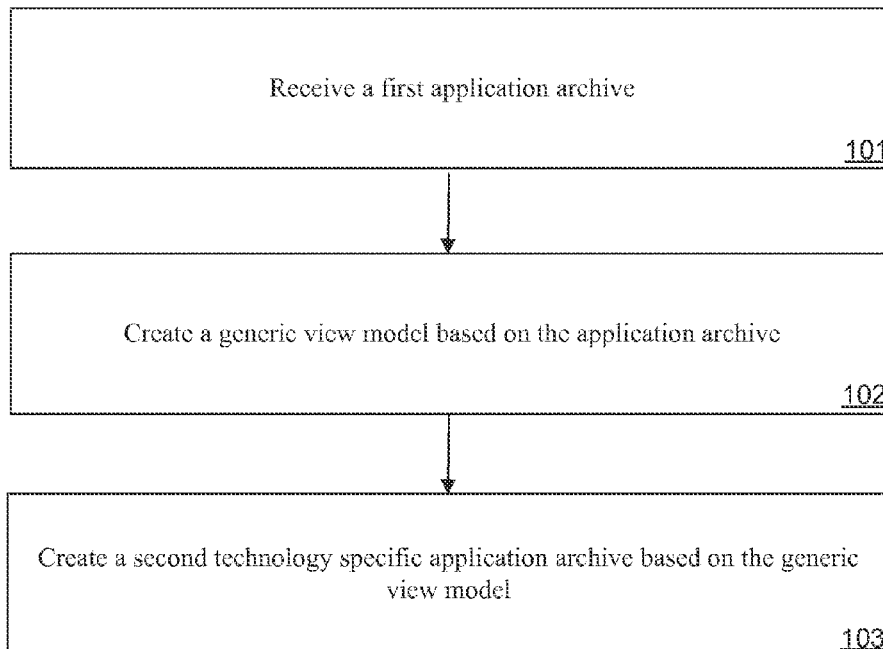 Receive a first application archive
101
Create a generic view model based on the application archive
102
Create a second technology specific application archive based on the generic
view model
103